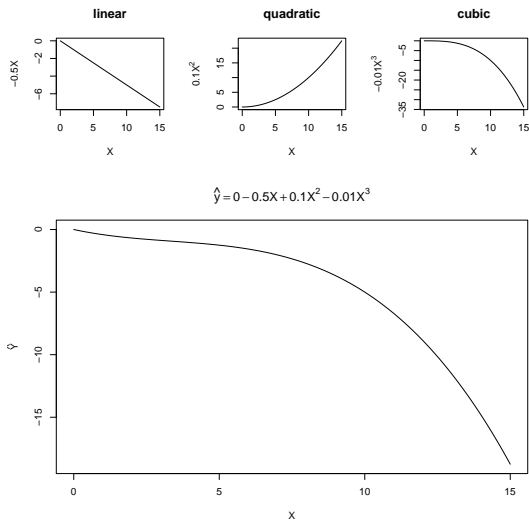 linear
quadratic
cubic
−0.5X
0
−2
−6
0 5 10 15
X
0.1X²
15
5
0
0 5 10 15
X
−0.01X³
−5
−20
−35
0 5 10 15
X
ŷ = 0 − 0.5X + 0.1X² − 0.01X³
Ŷ
0
−5
−10
−15
0 5 10 15
X